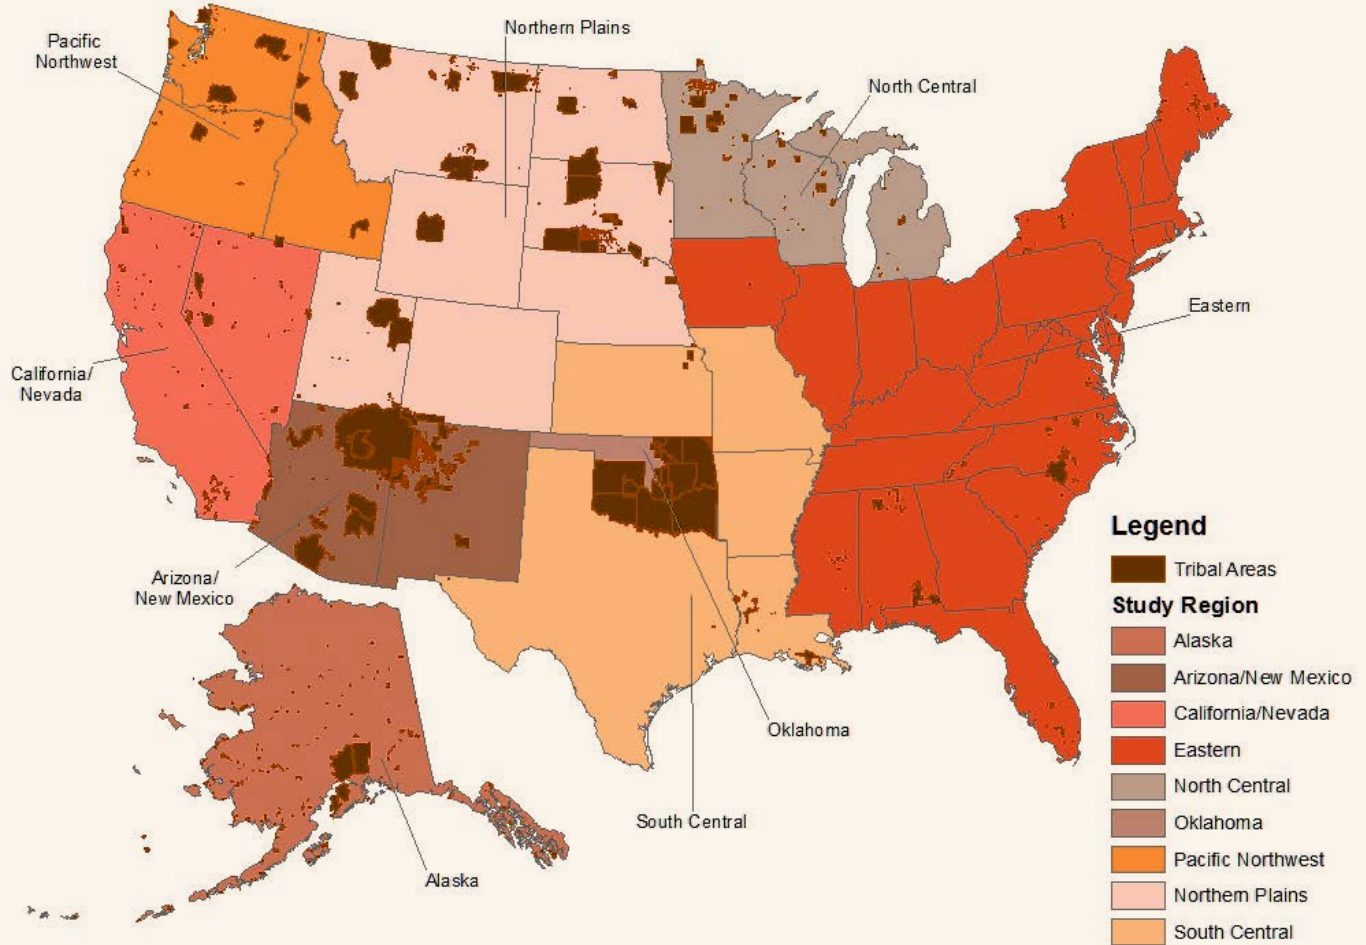 Northern Plains
Pacific
Northwest
North Central
Eastern
California/
Nevada
Arizona/
New Mexico
Oklahoma
South Central
Alaska
Legend
Tribal Areas
Study Region
Alaska
Arizona/New Mexico
California/Nevada
Eastern
North Central
Oklahoma
Pacific Northwest
Northern Plains
South Central